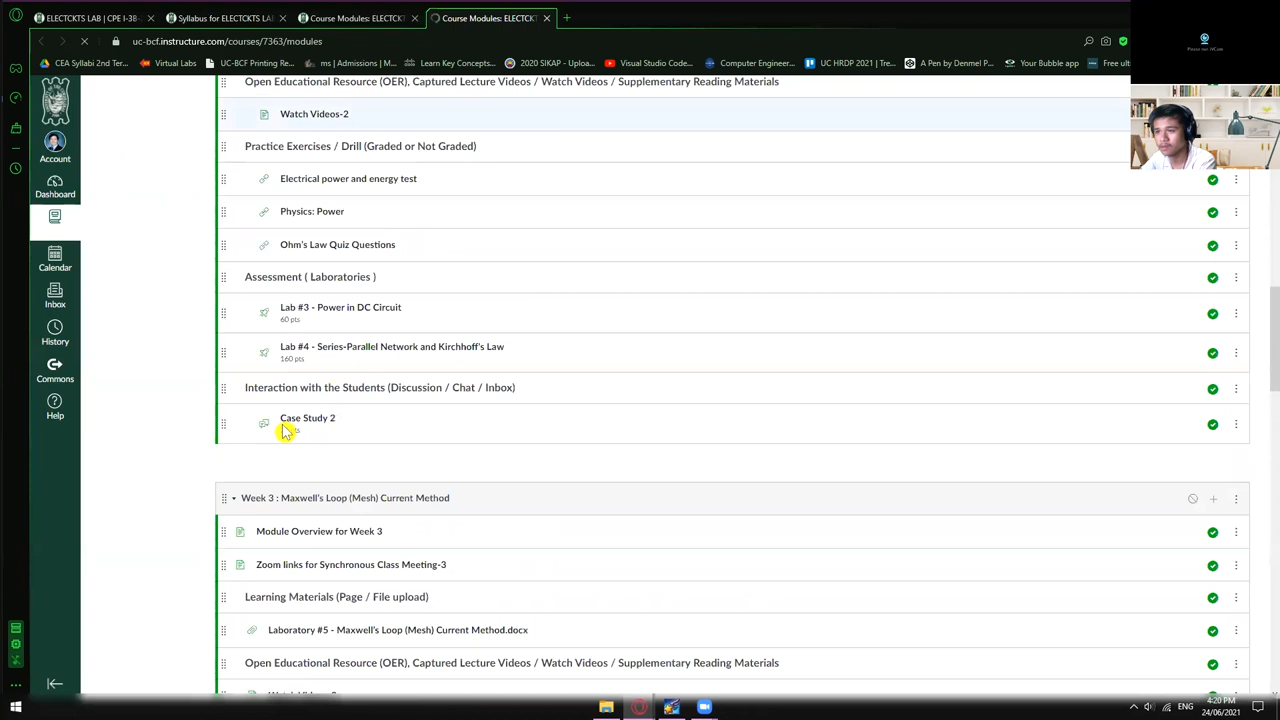 ELECTCKTS LAB | CPE I-3B-
Syllabus for ELECTCKTS LAB
Course Modules: ELECTCKT
Course Modules: ELECTCKT
uc-bcf.instructure.com/courses/7363/modules
CEA Syllabi 2nd Ter...
Virtual Labs
UC-BCF Printing Re...
ms | Admissions | M...
Learn Key Concepts...
2020 SIKAP - Uploa...
Visual Studio Code...
Computer Engineer...
UC HRDP 2021 | Tre...
A Pen by Denmel P...
Your Bubble app
Free ult
Open Educational Resource (OER), Captured Lecture Videos / Watch Videos / Supplementary Reading Materials
Watch Videos-2
Practice Exercises / Drill (Graded or Not Graded)
Electrical power and energy test
Physics: Power
Ohm's Law Quiz Questions
Assessment ( Laboratories )
Lab #3 - Power in DC Circuit
60 pts
Lab #4 - Series-Parallel Network and Kirchhoff's Law
160 pts
Interaction with the Students (Discussion / Chat / Inbox)
Case Study 2
Week 3 : Maxwell's Loop (Mesh) Current Method
Module Overview for Week 3
Zoom links for Synchronous Class Meeting-3
Learning Materials (Page / File upload)
Laboratory #5 - Maxwell's Loop (Mesh) Current Method.docx
Open Educational Resource (OER), Captured Lecture Videos / Watch Videos / Supplementary Reading Materials
Account
Dashboard
Calendar
Inbox
History
Commons
Help
ENG
4:20 PM
24/06/2021